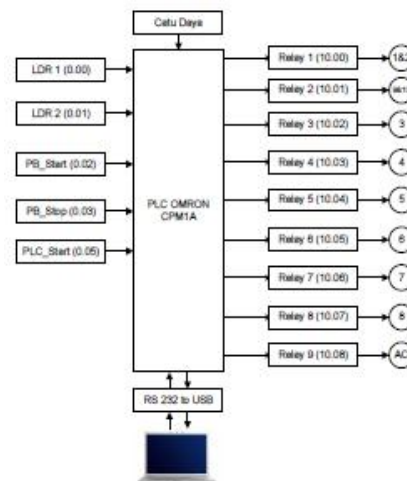 Catu Daya
LDR 1 (0.00)
LDR 2 (0.01)
PB_Start (0.02)
PB_Stop (0.03)
PLC_Start (0.05)
PLC OMRON
CPM1A
Relay 1 (10.00)
1&2
Relay 2 (10.01)
Relay 3 (10.02)
3
Relay 4 (10.03)
4
Relay 5 (10.04)
5
Relay 6 (10.05)
6
Relay 7 (10.06)
7
Relay 8 (10.07)
8
Relay 9 (10.08)
AC
RS 232 to USB